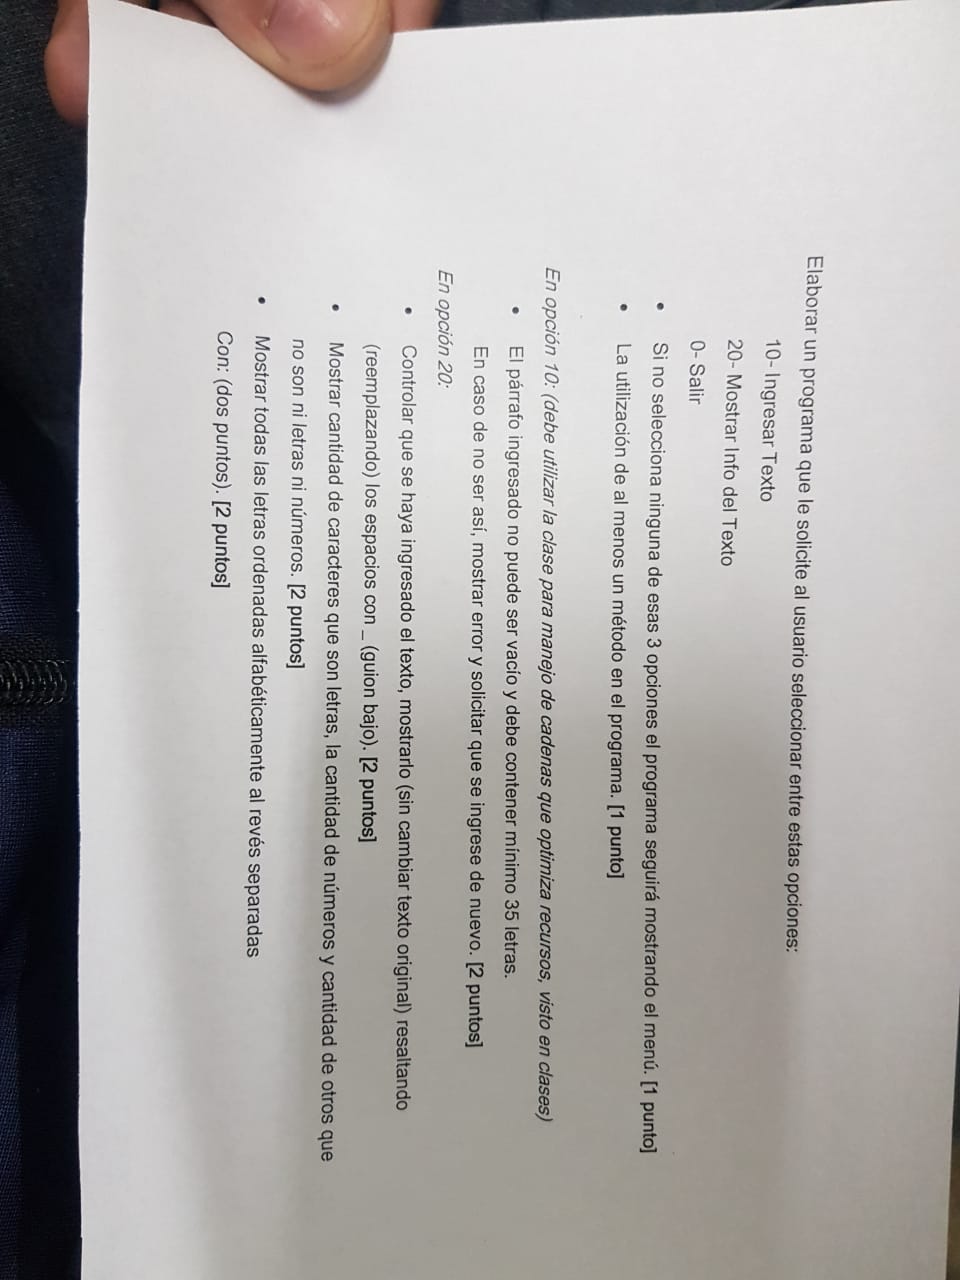 Elaborar un programa que le solicite al usuario seleccionar entre estas opciones:
10- Ingresar Texto
20- Mostrar Info del Texto
0- Salir
• Si no selecciona ninguna de esas 3 opciones el programa seguirá mostrando el menú. [1 punto]
• La utilización de al menos un método en el programa. [1 punto]
En opción 10: (debe utilizar la clase para manejo de cadenas que optimiza recursos, visto en clases)
• El párrafo ingresado no puede ser vacío y debe contener mínimo 35 letras.
En caso de no ser así, mostrar error y solicitar que se ingrese de nuevo. [2 puntos]
En opción 20:
• Controlar que se haya ingresado el texto, mostrarlo (sin cambiar texto original) resaltando
(reemplazando) los espacios con _ (guion bajo). [2 puntos]
• Mostrar cantidad de caracteres que son letras, la cantidad de números y cantidad de otros que
no son ni letras ni números. [2 puntos]
• Mostrar todas las letras ordenadas alfabéticamente al revés separadas
Con: (dos puntos). [2 puntos]